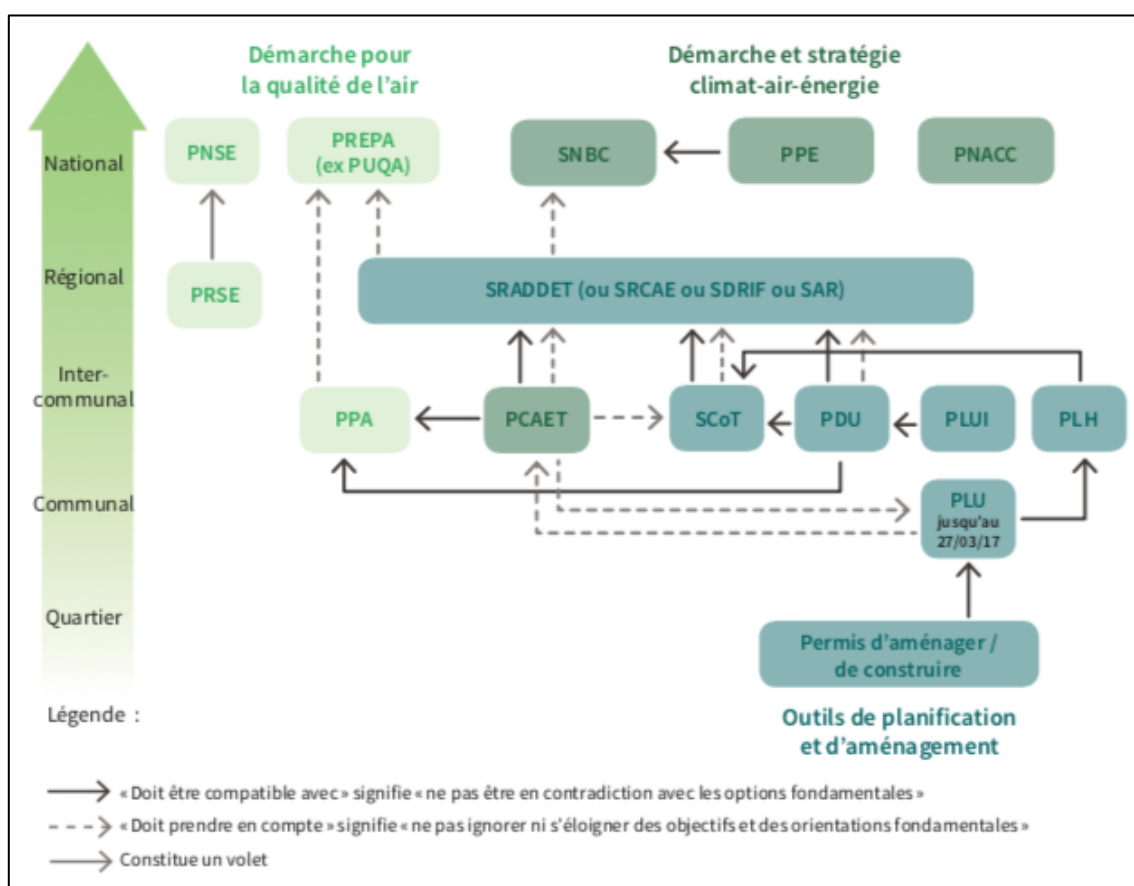 Démarche pour
la qualité de l'air
Démarche et stratégie
climat-air-énergie
National
PNSE
PREPA
(ex PUQA)
SNBC
PPE
PNACC
Régional
PRSE
SRADDET (ou SRCAE ou SDRIF ou SAR)
Inter-
communal
PPA
PCAET
SCoT
PDU
PLUI
PLH
Communal
PLU
jusqu'au
27/03/17
Quartier
Permis d'aménager /
de construire
Légende :
Outils de planification
et d'aménagement
« Doit être compatible avec » signifie « ne pas être en contradiction avec les options fondamentales »
« Doit prendre en compte » signifie « ne pas ignorer ni s'éloigner des objectifs et des orientations fondamentales »
Constitue un volet